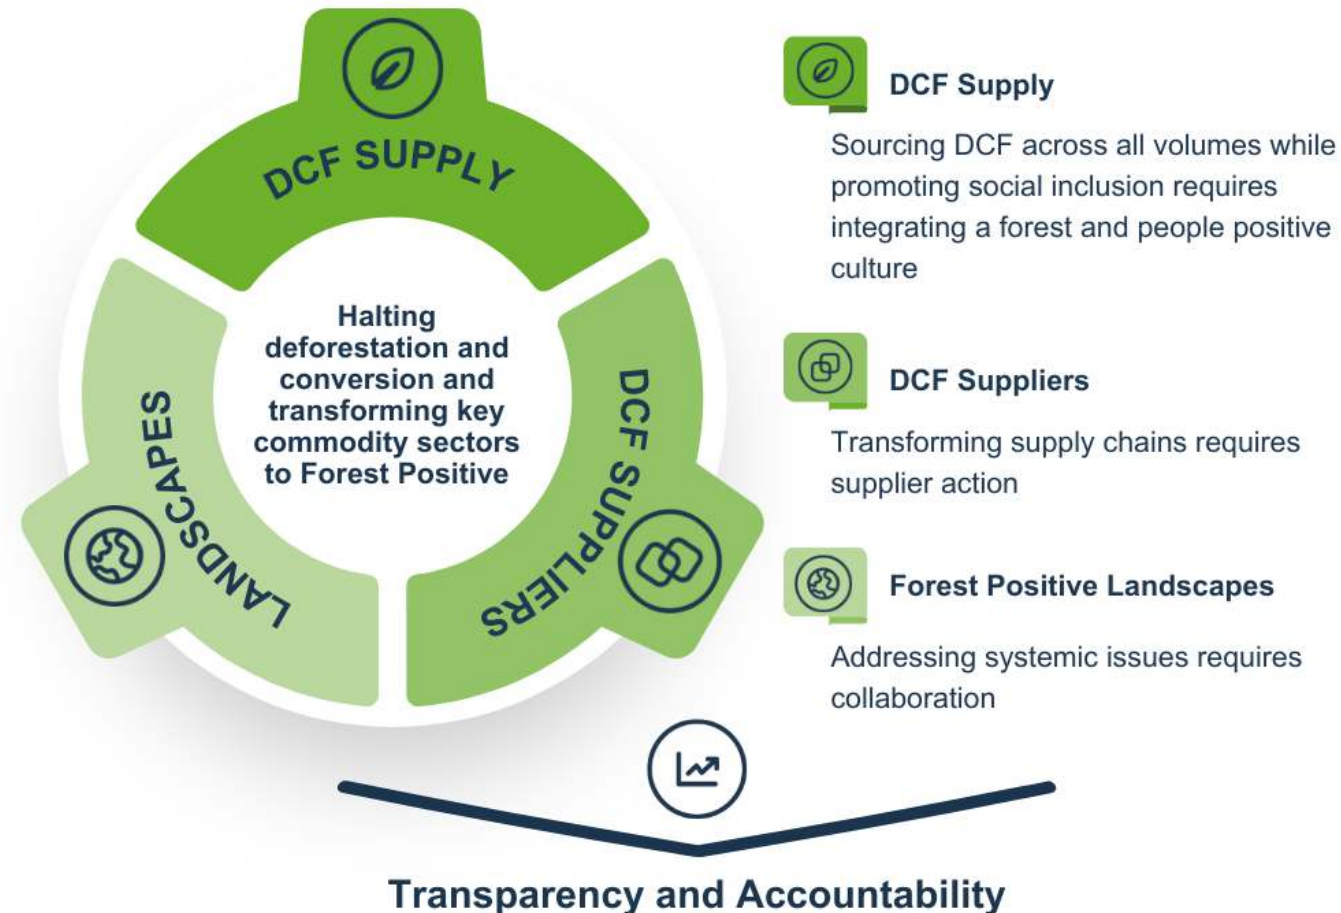 DCF SUPPLY
Halting
deforestation and
conversion and
transforming key
commodity sectors
to Forest Positive
LANDSCAPES
DCF SUPPLIERS
DCF Supply
Sourcing DCF across all volumes while
promoting social inclusion requires
integrating a forest and people positive
culture
DCF Suppliers
Transforming supply chains requires
supplier action
Forest Positive Landscapes
Addressing systemic issues requires
collaboration
Transparency and Accountability